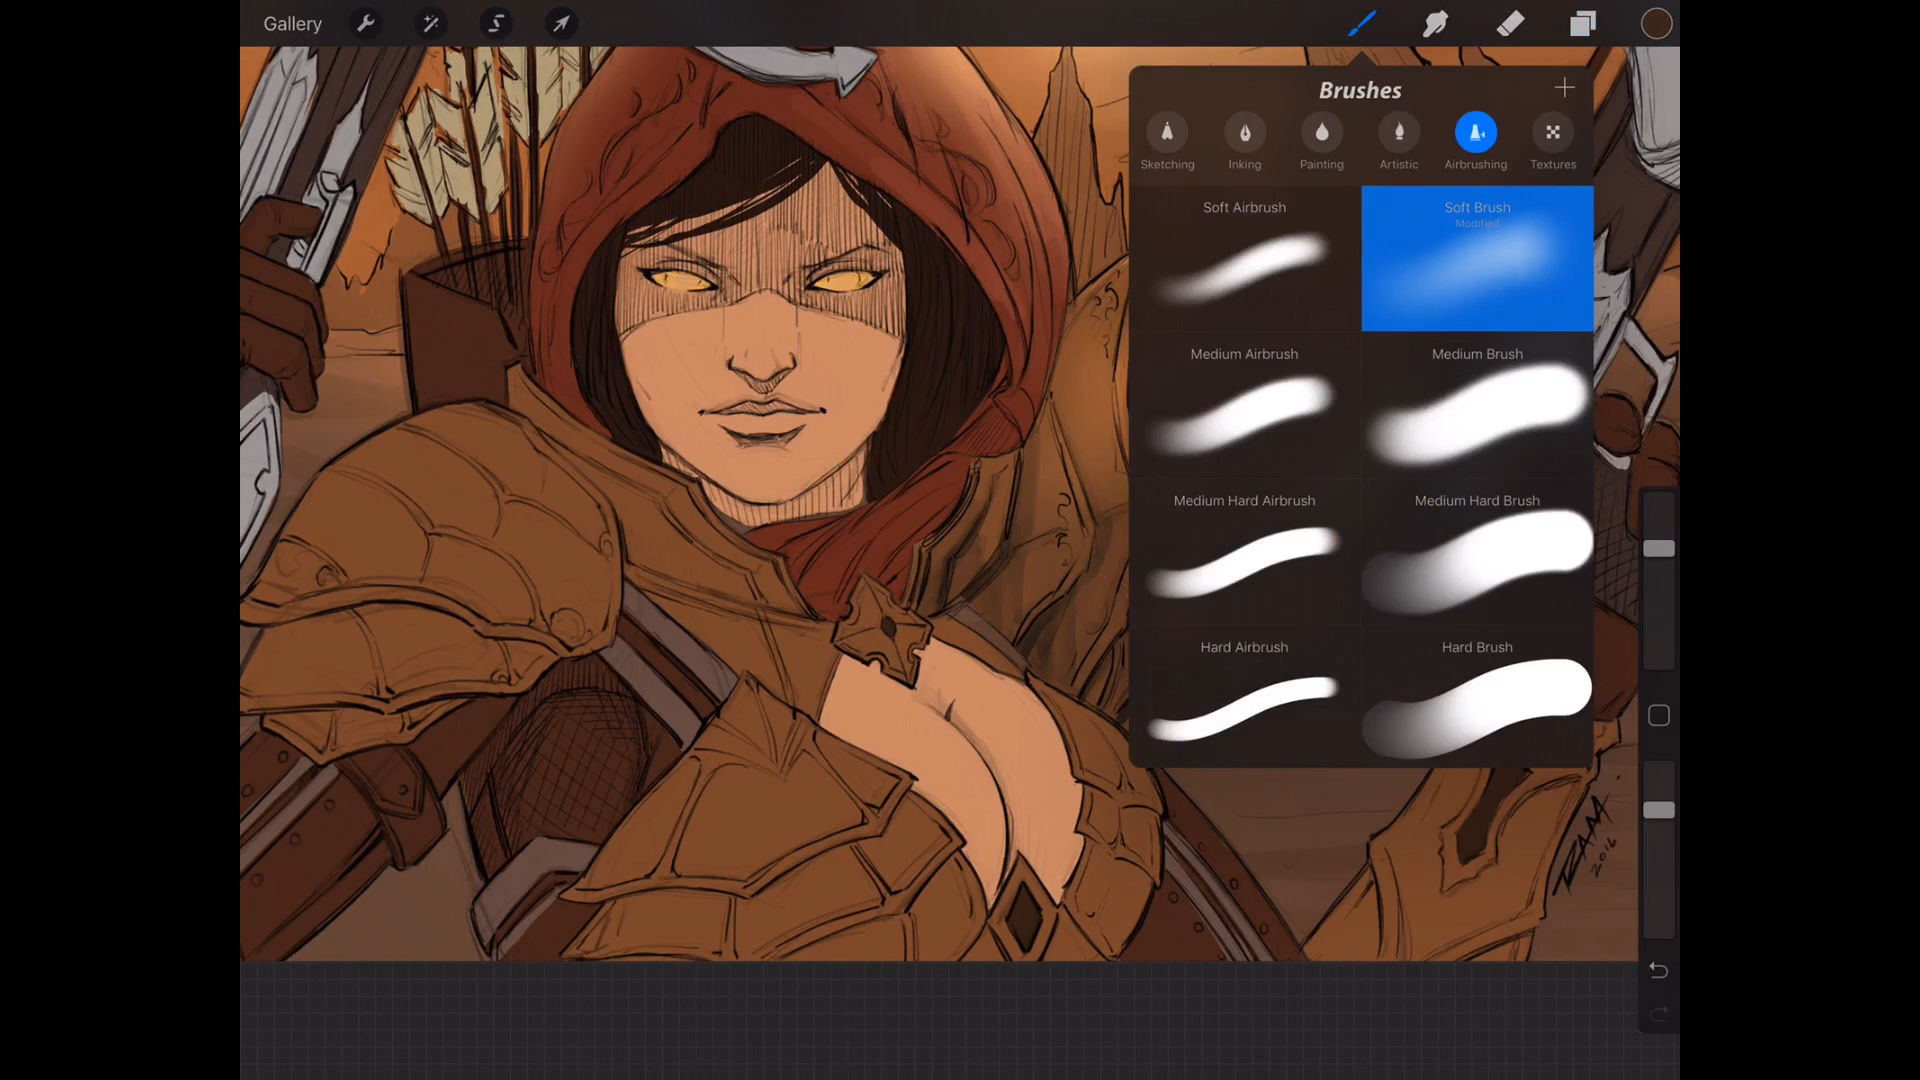 Gallery
Brushes
Sketching
Inking
Painting
Artistic
Airbrushing
Textures
Soft Airbrush
Soft Brush
Modified
Medium Airbrush
Medium Brush
Medium Hard Airbrush
Medium Hard Brush
Hard Airbrush
Hard Brush
2016